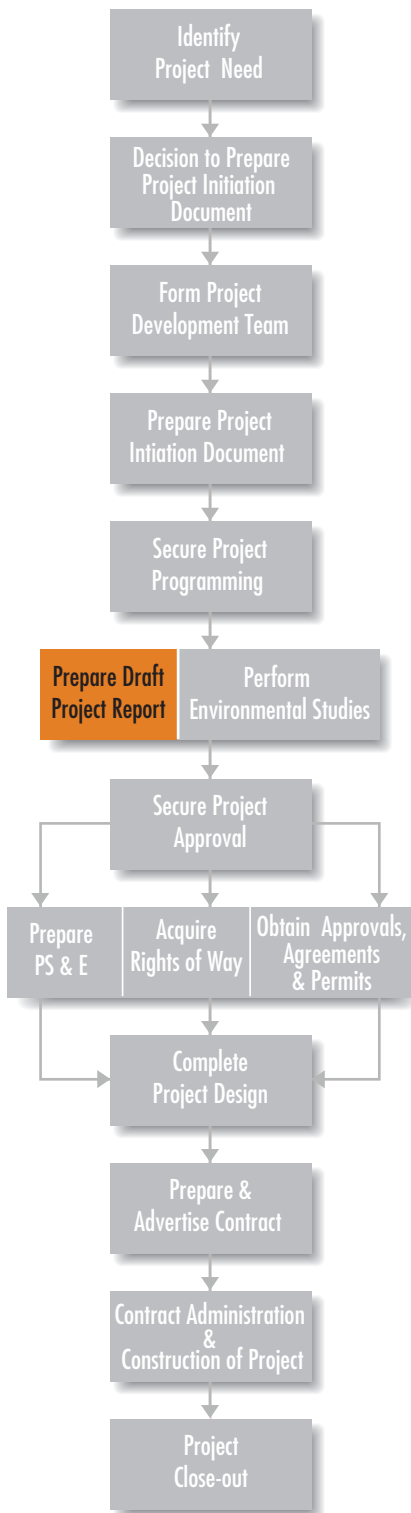 Identify
Project Need
Decision to Prepare
Project Initiation
Document
Form Project
Development Team
Prepare Project
Intiation Document
Secure Project
Programming
Prepare Draft
Project Report
Perform
Environmental Studies
Secure Project
Approval
Prepare
PS & E
Acquire
Rights of Way
Obtain Approvals,
Agreements
& Permits
Complete
Project Design
Prepare &
Advertise Contract
Contract Administration
&
Construction of Project
Project
Close-out